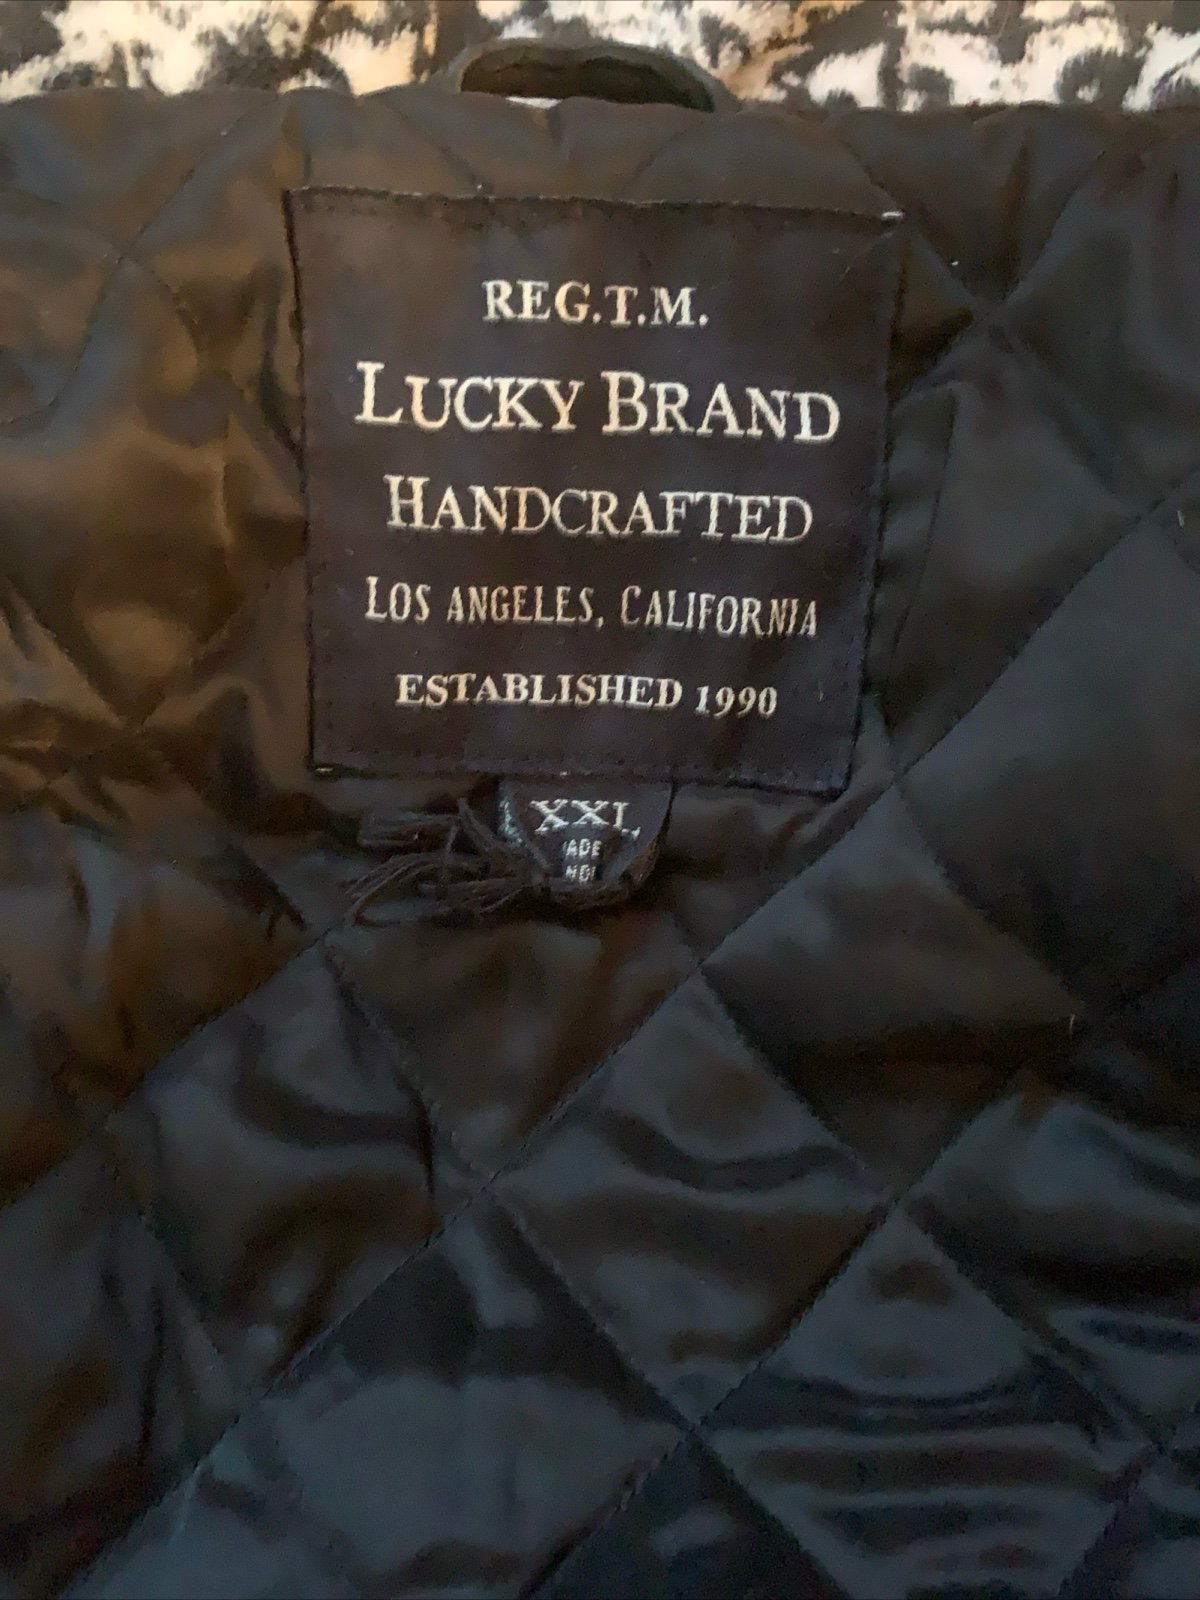 REG.T.M.
LUCKY BRAND
HANDCRAFTED
LOS ANGELES, CALIFORNIA
ESTABLISHED 1990
XXL